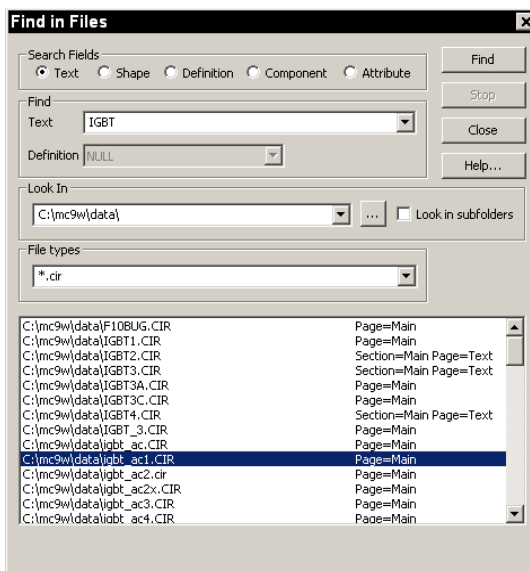 Find in Files
Search Fields
Text Shape Definition Component Attribute
Find
Stop
Close
Help...
Find
Text IGBT
Definition NULL
Look In
C:\mc9w\data\ ... Look in subfolders
File types
*.cir
C:\mc9w\data\F10BUG.CIR Page=Main
C:\mc9w\data\IGBT1.CIR Page=Main
C:\mc9w\data\IGBT2.CIR Section=Main Page=Text
C:\mc9w\data\IGBT3.CIR Section=Main Page=Text
C:\mc9w\data\IGBT3A.CIR Page=Main
C:\mc9w\data\IGBT3C.CIR Page=Main
C:\mc9w\data\IGBT4.CIR Section=Main Page=Text
C:\mc9w\data\IGBT_3.CIR Page=Main
C:\mc9w\data\igbt_ac.CIR Page=Main
C:\mc9w\data\igbt_ac1.CIR Page=Main
C:\mc9w\data\igbt_ac2.cir Page=Main
C:\mc9w\data\igbt_ac2x.CIR Page=Main
C:\mc9w\data\igbt_ac3.CIR Page=Main
C:\mc9w\data\igbt_ac4.CIR Page=Main